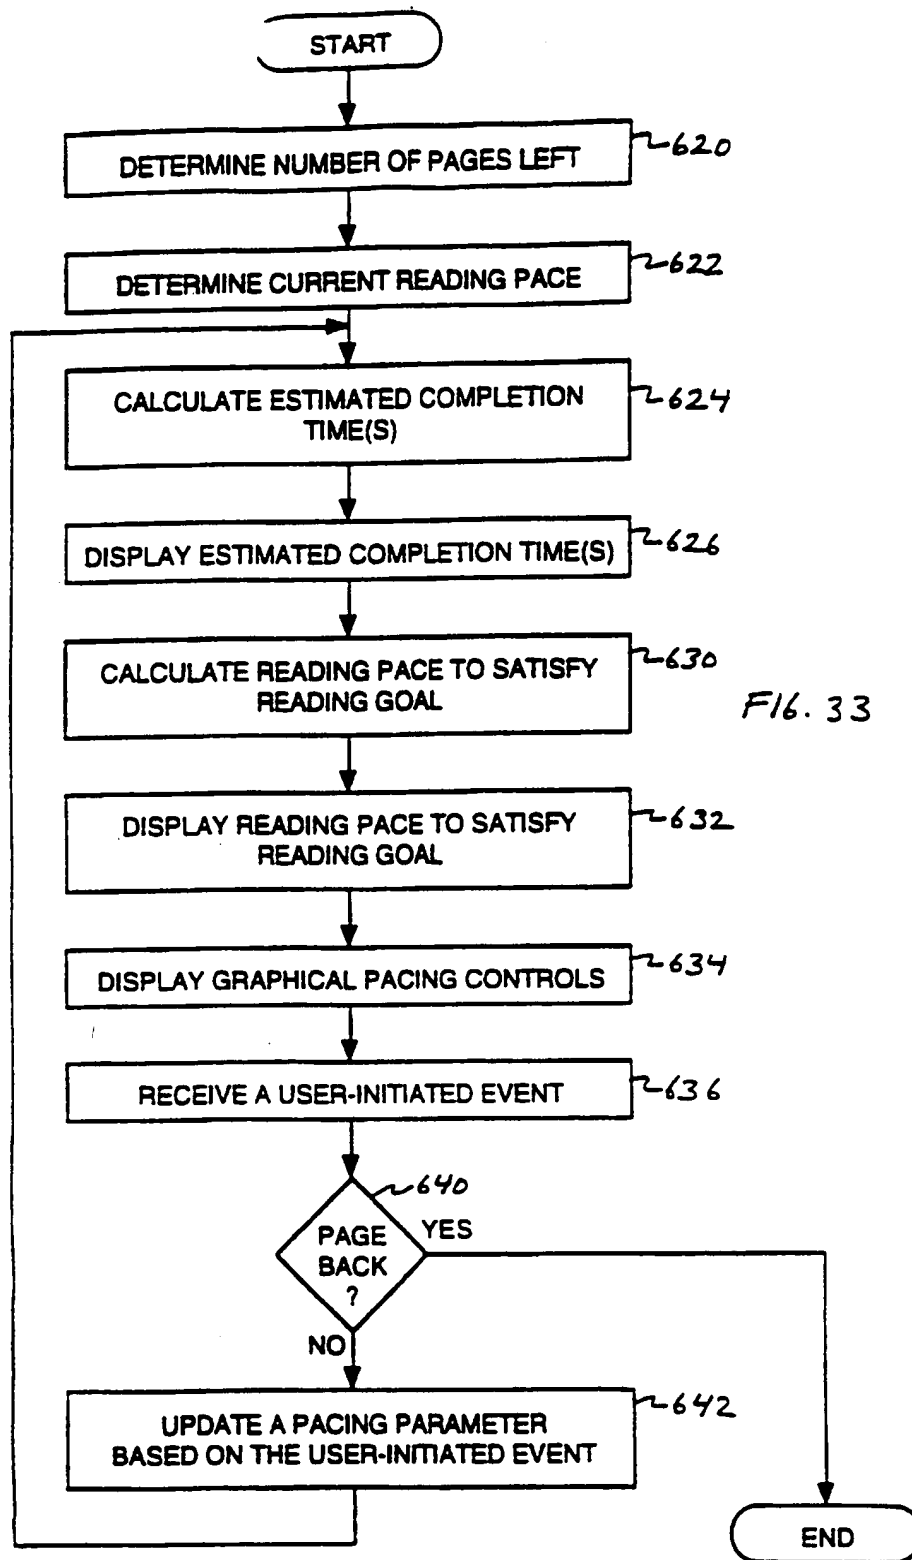 START
DETERMINE NUMBER OF PAGES LEFT
620
DETERMINE CURRENT READING PACE
622
CALCULATE ESTIMATED COMPLETION
TIME(S)
624
DISPLAY ESTIMATED COMPLETION TIME(S)
626
CALCULATE READING PACE TO SATISFY
READING GOAL
630
FIG. 33
DISPLAY READING PACE TO SATISFY
READING GOAL
632
DISPLAY GRAPHICAL PACING CONTROLS
634
RECEIVE A USER-INITIATED EVENT
636
640
PAGE
BACK
?
YES
NO
UPDATE A PACING PARAMETER
BASED ON THE USER-INITIATED EVENT
642
END